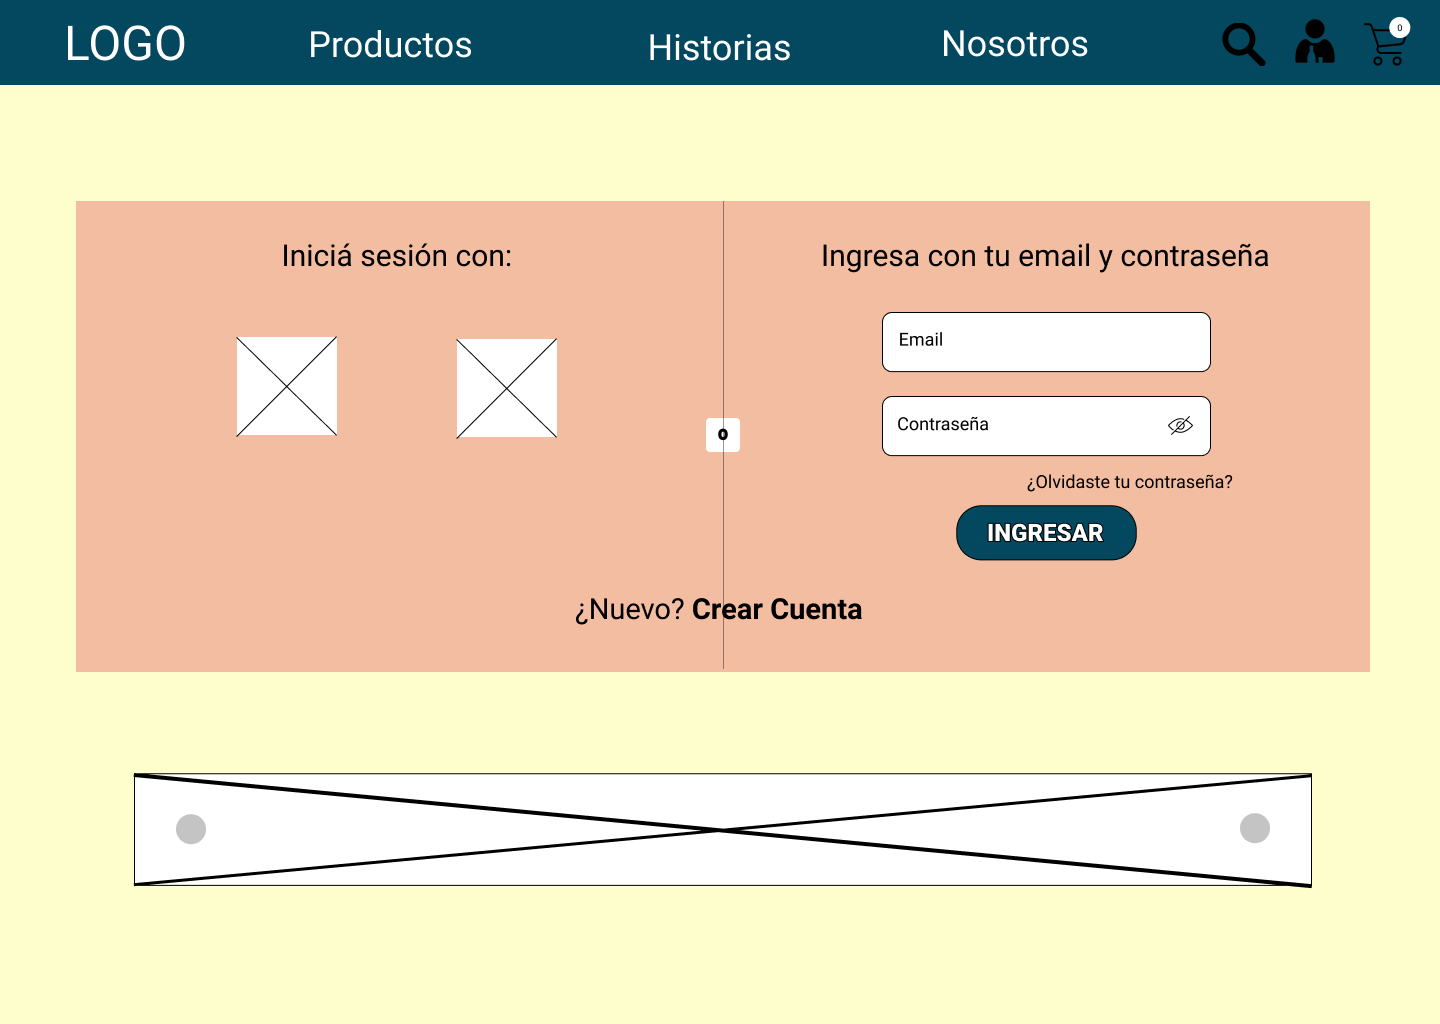 LOGO
Productos
Historias
Nosotros
0
Iniciá sesión con:
Ingresa con tu email y contraseña
Email
o
Contraseña
¿Olvidaste tu contraseña?
INGRESAR
¿Nuevo? Crear Cuenta